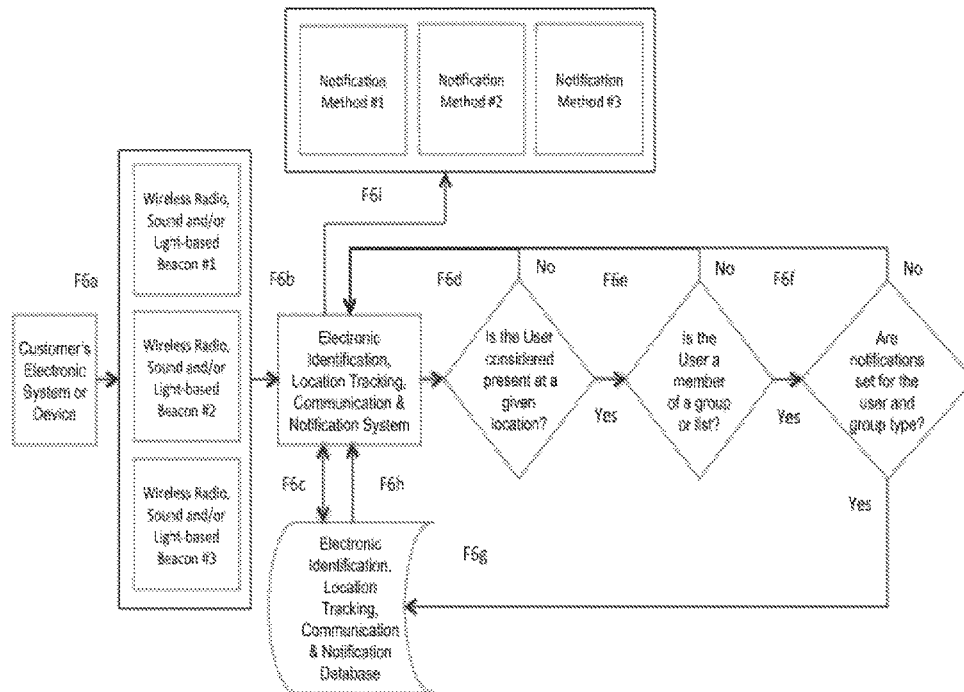 Notification
Method #1
Notification
Method #2
Notification
Method #3
F6i
Wireless Radio,
Sound and/or
Light-based
Beacon #1
F6a
F6b
F6d
No
F6e
No
F6f
No
Customer's
Electronic
System or
Device
Wireless Radio,
Sound and/or
Light-based
Beacon #2
Electronic
Identification,
Location Tracking,
Communication &
Notification System
Is the User
considered
present at a
given
location?
Yes
Is the
User a
member
of a group
or list?
Yes
Are
notifications
set for the
user and
group type?
Yes
Wireless Radio,
Sound and/or
Light-based
Beacon #3
F6c
F6h
F6g
Electronic
Identification,
Location
Tracking,
Communication
& Notification
Database